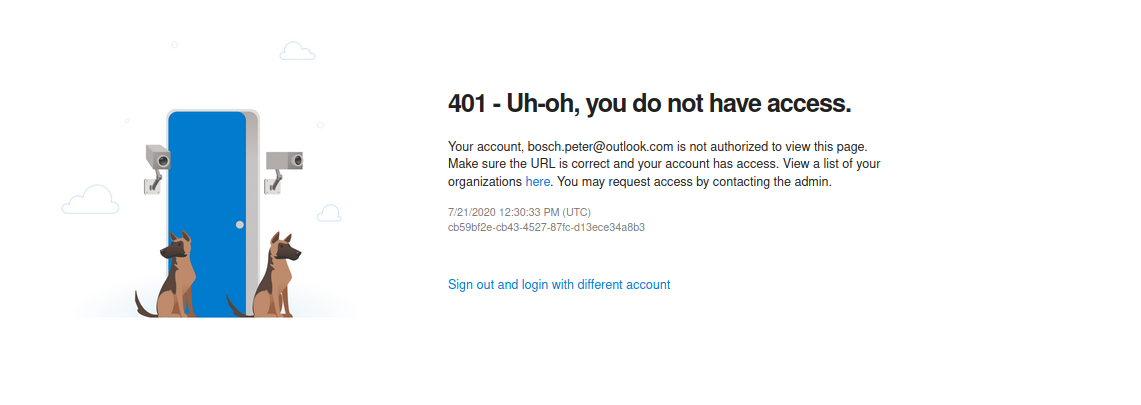 401 - Uh-oh, you do not have access.
Your account, bosch.peter@outlook.com is not authorized to view this page.
Make sure the URL is correct and your account has access. View a list of your
organizations here. You may request access by contacting the admin.
7/21/2020 12:30:33 PM (UTC)
cb59bf2e-cb43-4527-87fc-d13ece34a8b3
Sign out and login with different account